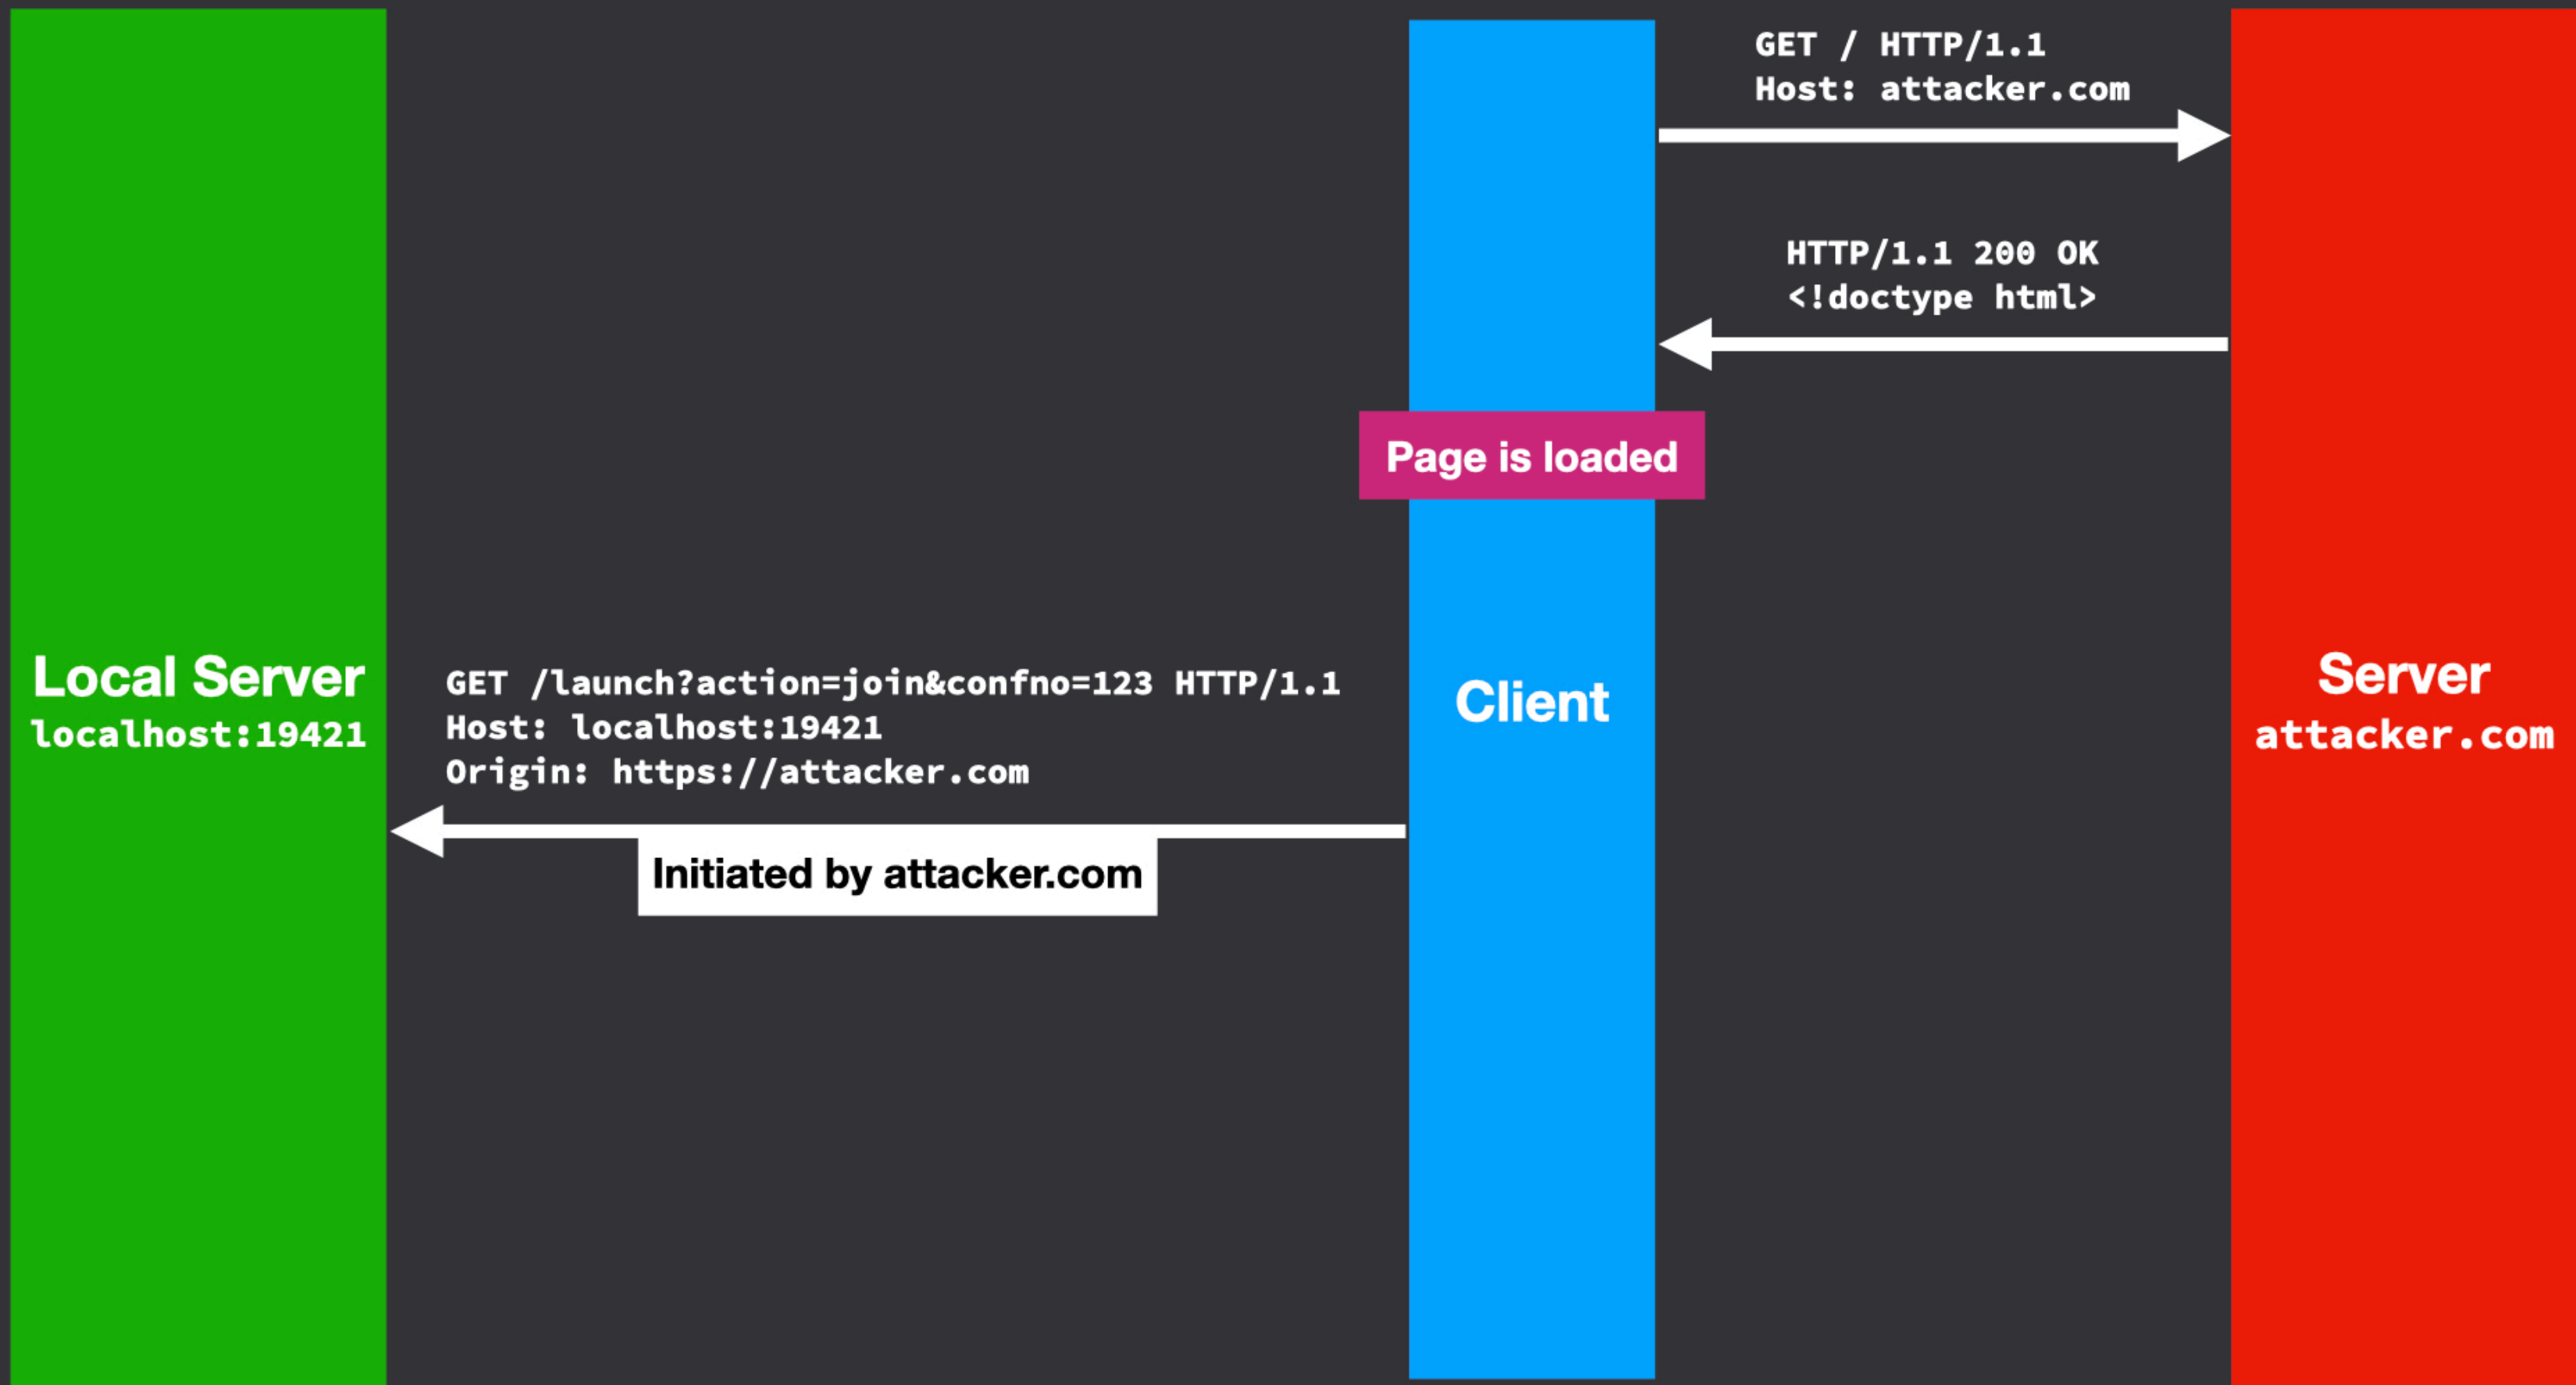 GET / HTTP/1.1
Host: attacker.com
HTTP/1.1 200 OK
<!doctype html>
Page is loaded
Local Server
localhost:19421
GET /launch?action=join&confno=123 HTTP/1.1
Host: localhost:19421
Origin: https://attacker.com
Initiated by attacker.com
Client
Server
attacker.com